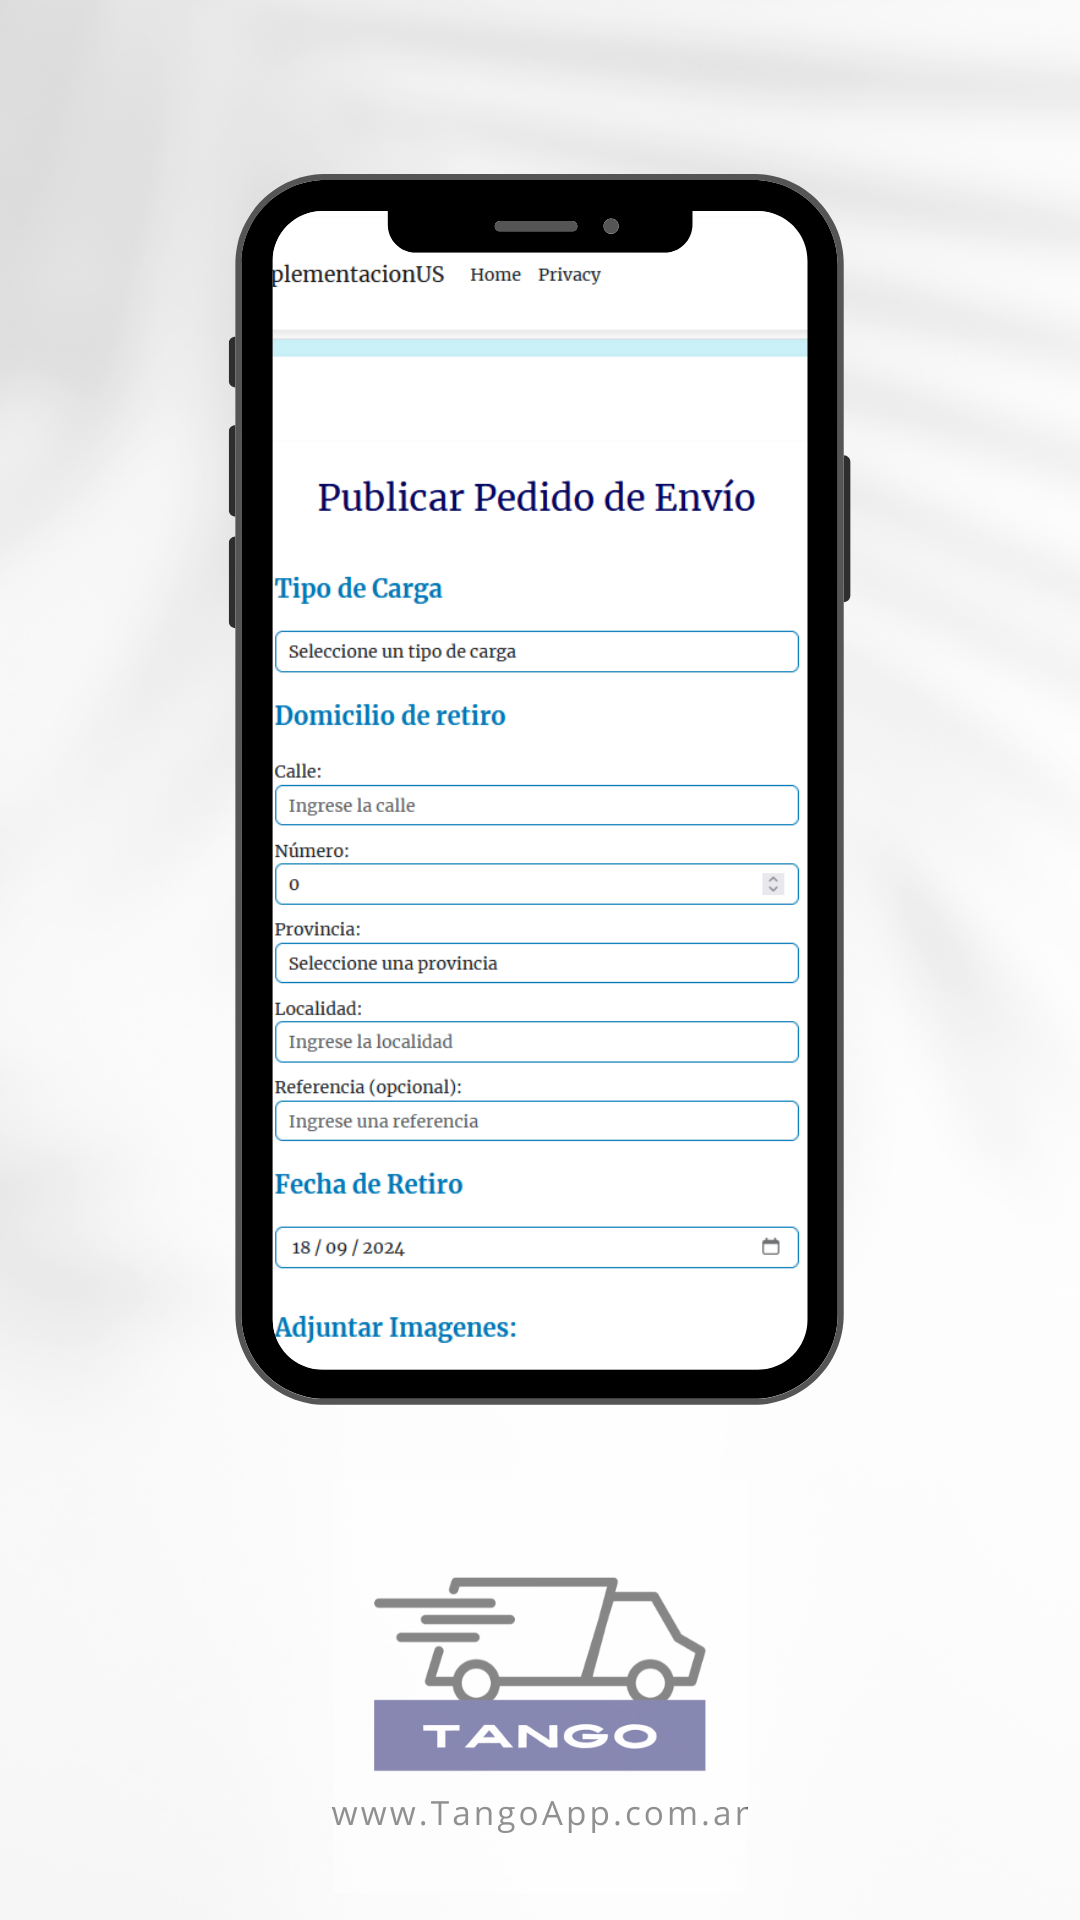 plementacionUS Home Privacy
Publicar Pedido de Envío
Tipo de Carga
Seleccione un tipo de carga
Domicilio de retiro
Calle:
Ingrese la calle
Número:
0
Provincia:
Seleccione una provincia
Localidad:
Ingrese la localidad
Referencia (opcional):
Ingrese una referencia
Fecha de Retiro
18 / 09 / 2024
Adjuntar Imagenes:
TANGO
www.TangoApp.com.ar